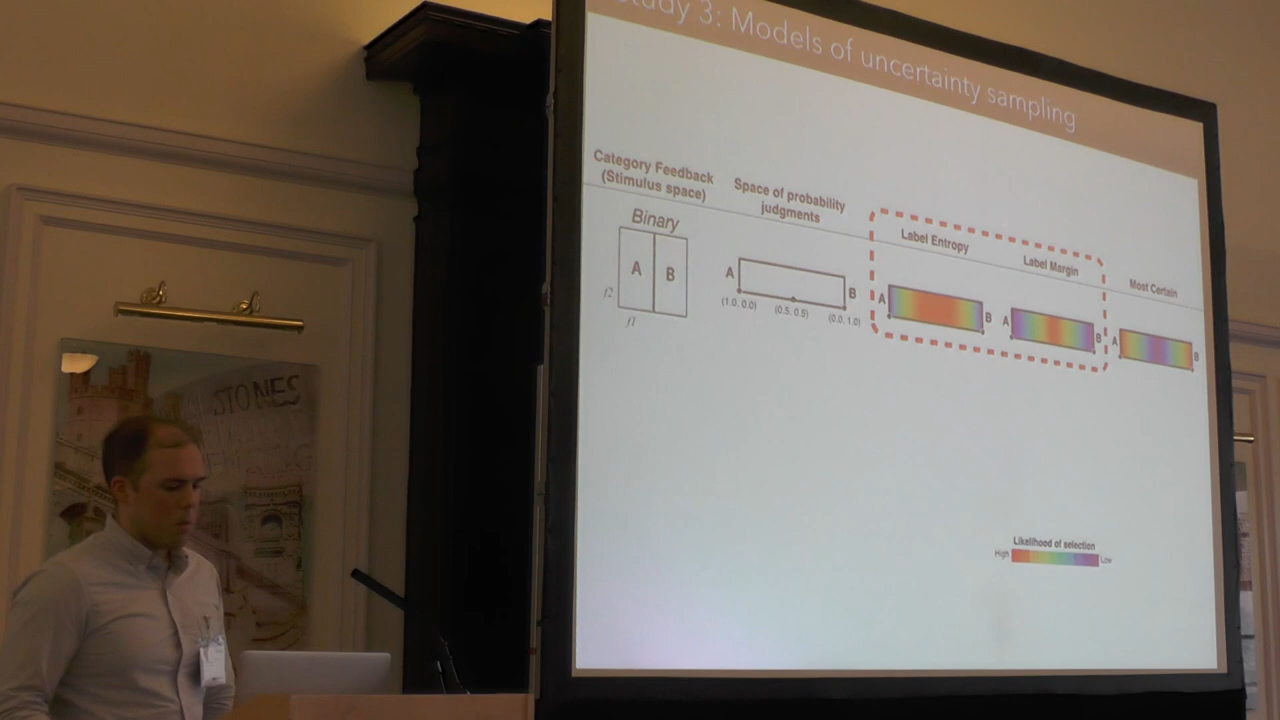 Study 3: Models of uncertainty sampling
Category Feedback
(Stimulus space)
Space of probability
judgments
Label Entropy
Label Margin
Most Certain
Binary
A
B
f2
f1
A
B
(1.0, 0.0)
(0.5, 0.5)
(0.0, 1.0)
A
B
A
B
A
B
Likelihood of selection
High
Low
STONES